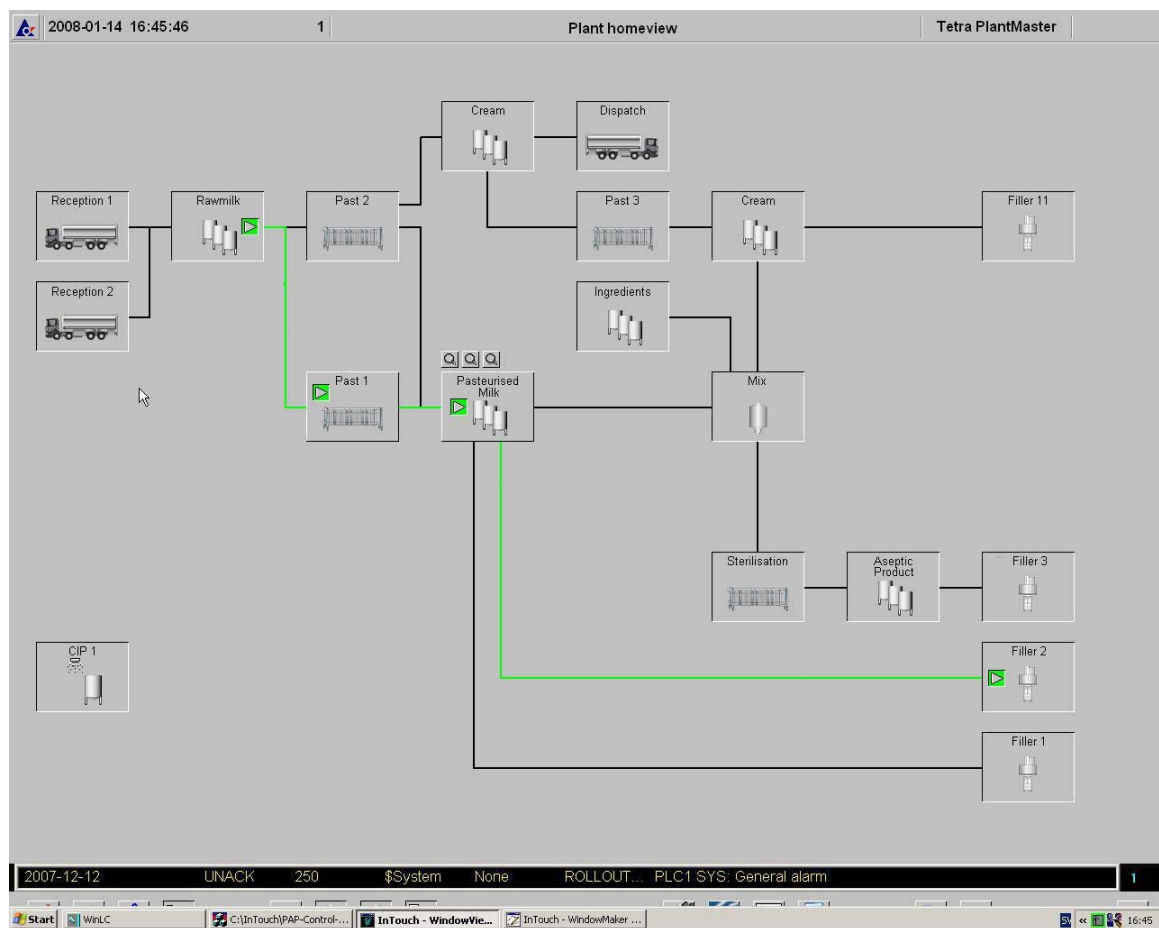 2008-01-14 16:45:46 1 Plant homeview Tetra PlantMaster
Cream Dispatch
Reception 1 Rawmilk Past 2 Past 3 Cream Filler 11
Reception 2 Ingredients
Past 1 Pasteurised Milk Mix
Sterilisation Aseptic Product Filler 3
CIP 1 Filler 2
Filler 1
2007-12-12 UNACK 250 $System None ROLLOUT... PLC1 SYS: General alarm 1
Start WinLC C:\InTouch\PAP-Control-... InTouch - WindowVie... InTouch - WindowMaker ... SV « 16:45